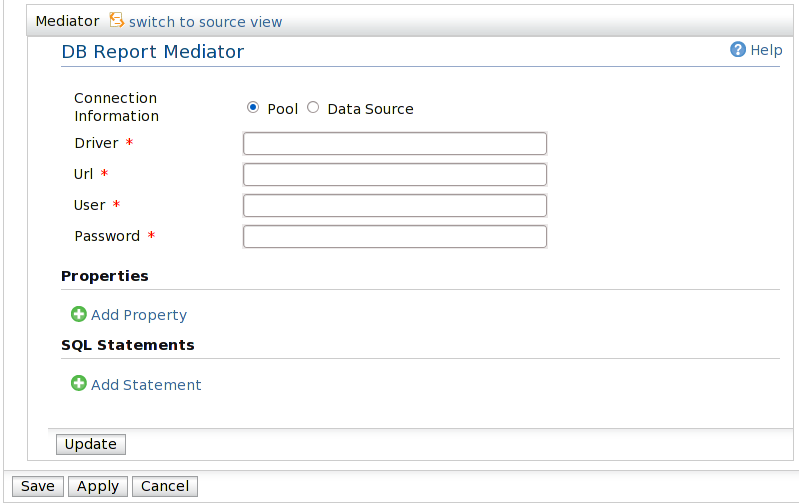 Mediator switch to source view
DB Report Mediator
Help
Connection
Information
Pool Data Source
Driver *
Url *
User *
Password *
Properties
Add Property
SQL Statements
Add Statement
Update
Save Apply Cancel